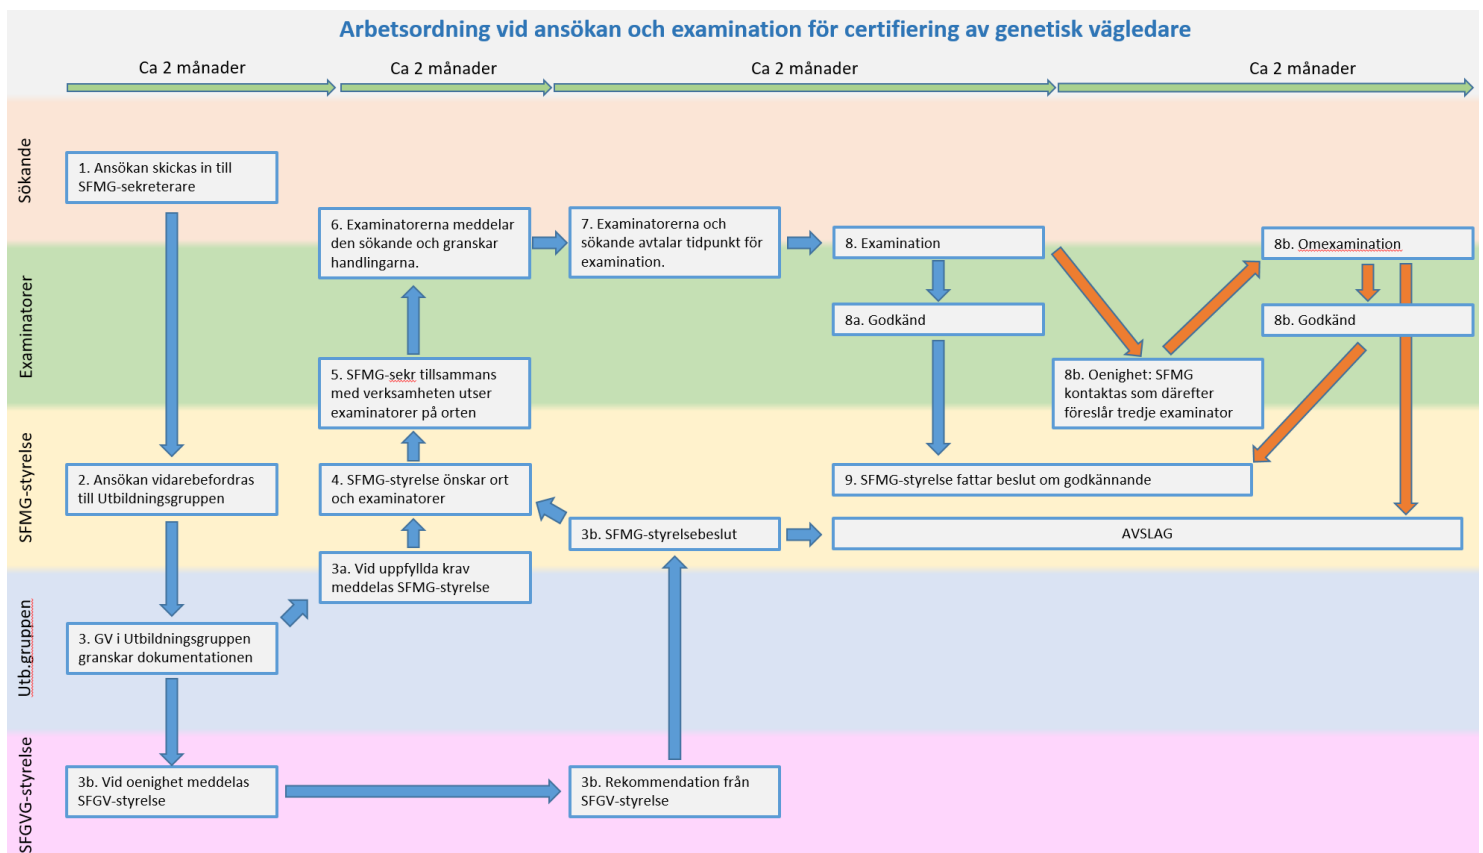 Arbetsordning vid ansökan och examination för certifiering av genetisk vägledare
Ca 2 månader
Ca 2 månader
Ca 2 månader
Ca 2 månader
Sökande
1. Ansökan skickas in till
SFMG-sekreterare
6. Examinatorerna meddelar
den sökande och granskar
handlingarna.
7. Examinatorerna och
sökande avtalar tidpunkt för
examination.
8. Examination
8b. Omexamination
Examinatorer
8a. Godkänd
8b. Godkänd
5. SFMG-sekr tillsammans
med verksamheten utser
examinatorer på orten
8b. Oenighet: SFMG
kontaktas som därefter
föreslår tredje examinator
SFMG-styrelse
2. Ansökan vidarebefordras
till Utbildningsgruppen
4. SFMG-styrelse önskar ort
och examinatorer
9. SFMG-styrelse fattar beslut om godkännande
3b. SFMG-styrelsebeslut
AVSLAG
3a. Vid uppfyllda krav
meddelas SFMG-styrelse
Utb.gruppen
3. GV i Utbildningsgruppen
granskar dokumentationen
SFGVG-styrelse
3b. Vid oenighet meddelas
SFGV-styrelse
3b. Rekommendation från
SFGV-styrelse